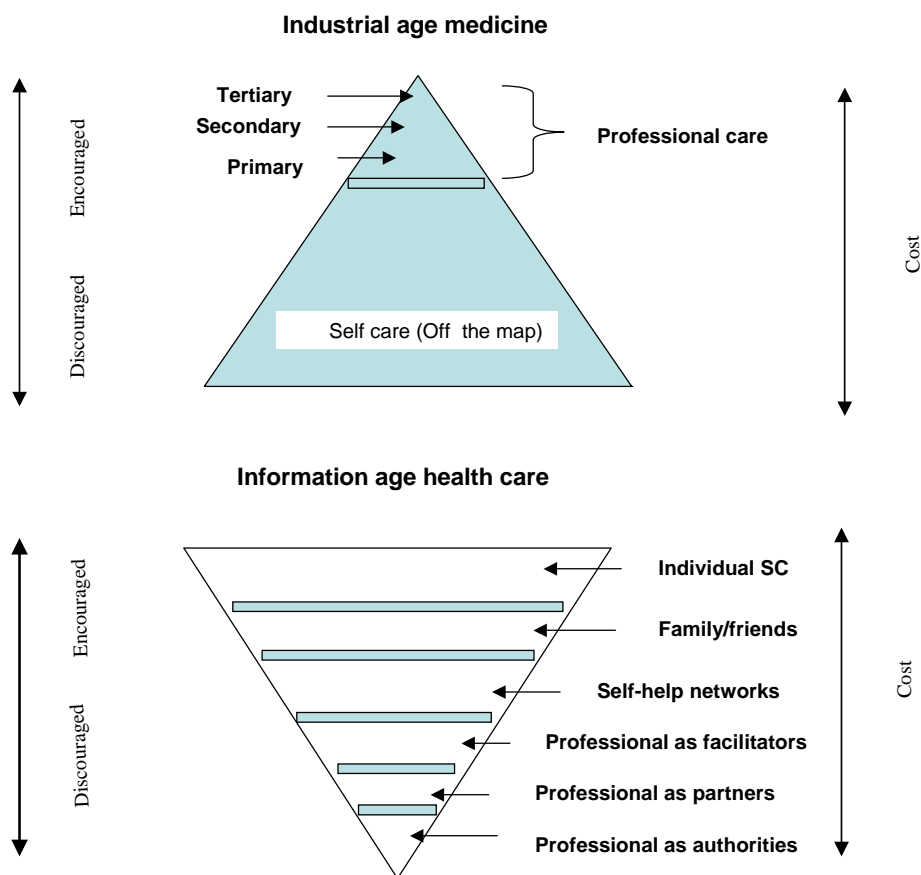 Industrial age medicine
Tertiary
Secondary
Primary
Professional care
Encouraged
Discouraged
Cost
Self care (Off the map)
Information age health care
Encouraged
Discouraged
Cost
Individual SC
Family/friends
Self-help networks
Professional as facilitators
Professional as partners
Professional as authorities